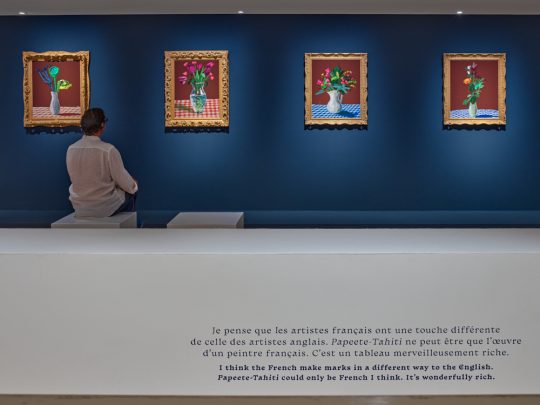 Je pense que les artistes français ont une touche différente
de celle des artistes anglais. Papeete-Tahiti ne peut être que l'œuvre
d'un peintre français. C'est un tableau merveilleusement riche.
I think the French make marks in a different way to the English.
Papeete-Tahiti could only be French I think. It's wonderfully rich.